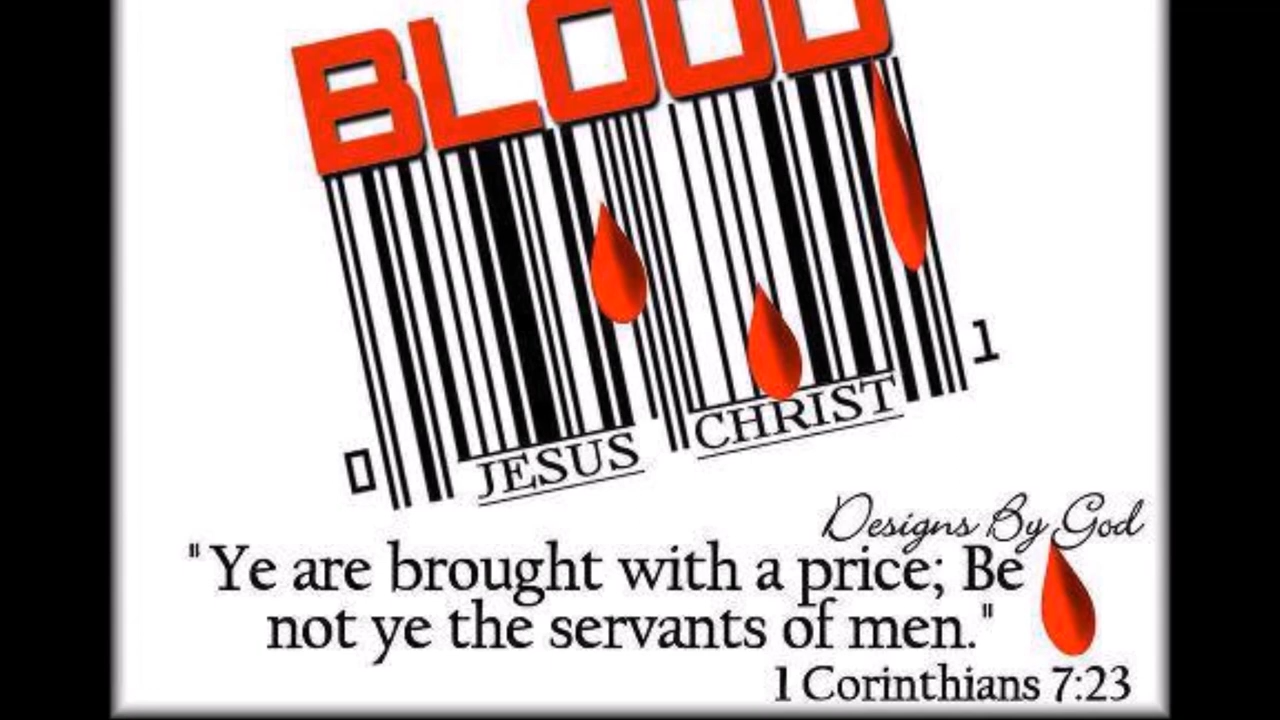 BLOOD
1
0
JESUS CHRIST
Designs By God
"Ye are brought with a price; Be
not ye the servants of men."
1 Corinthians 7:23